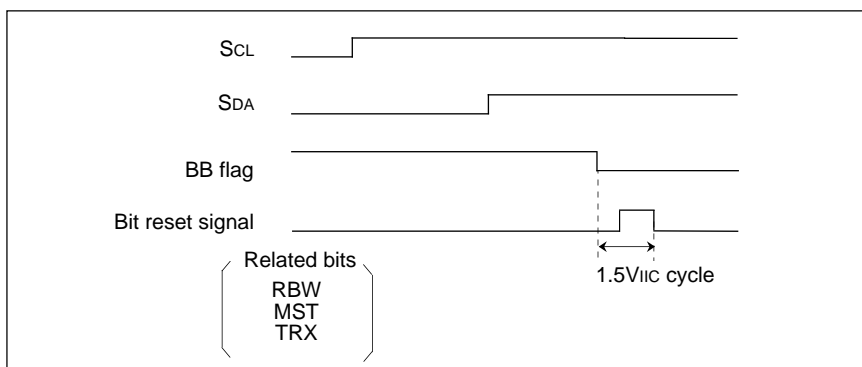 SCL
SDA
BB flag
Bit reset signal
Related bits
RBW
MST
TRX
1.5VIIC cycle